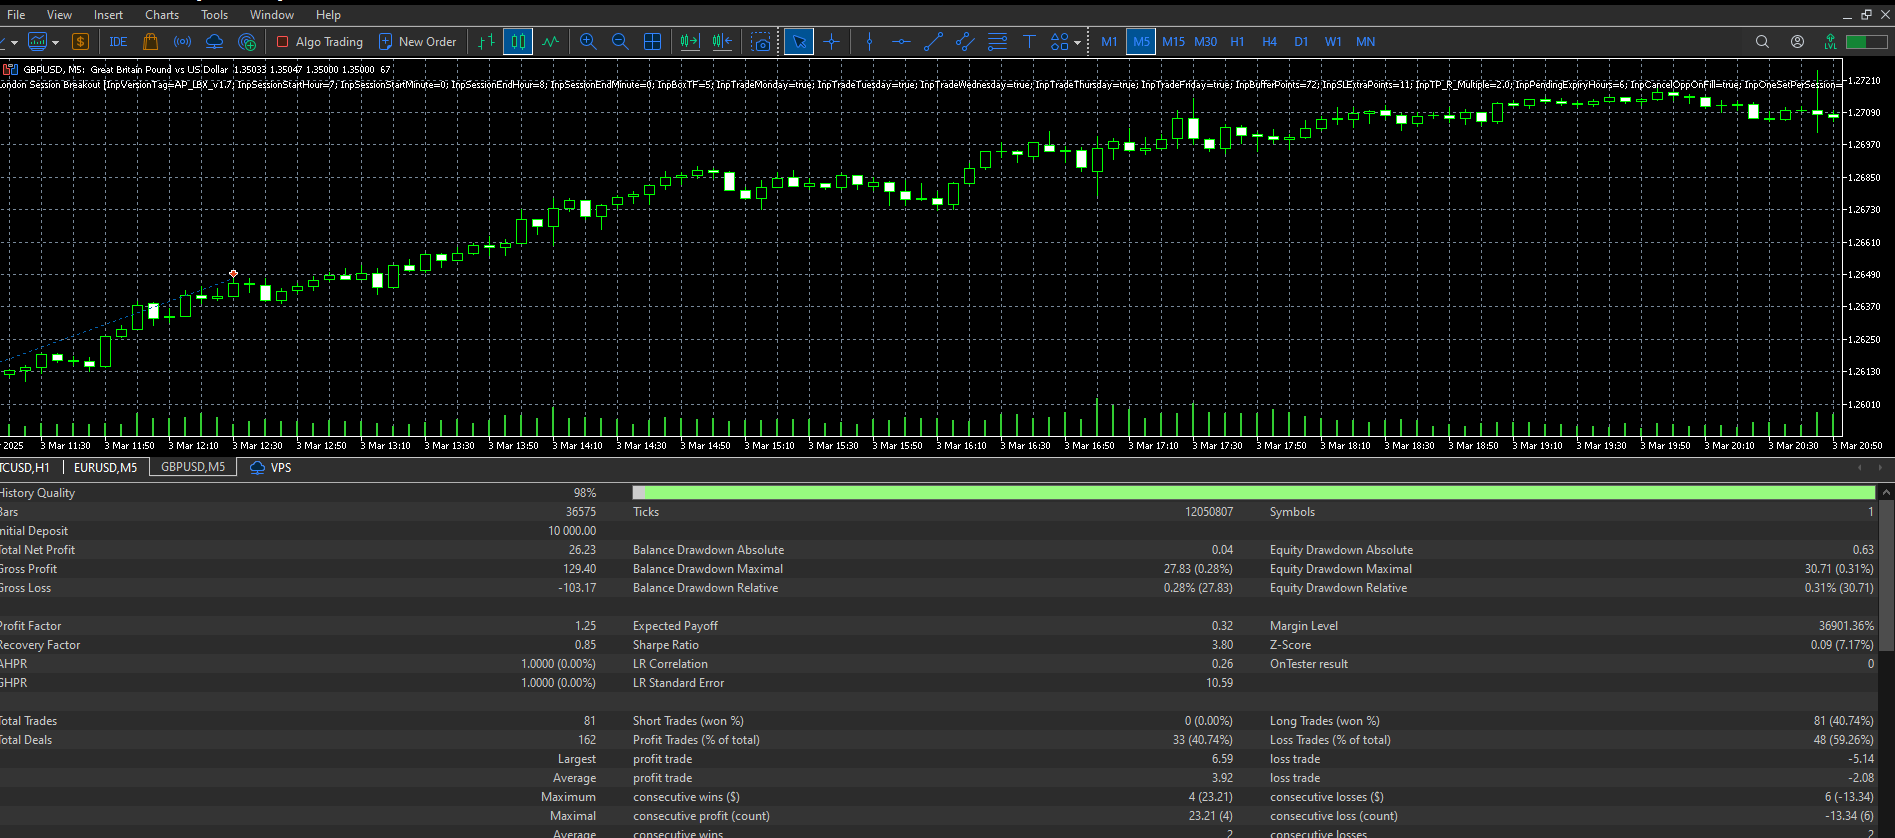 File View Insert Charts Tools Window Help
IDE Algo Trading New Order M1 M5 M15 M30 H1 H4 D1 W1 MN LVL
GBPUSD, M5: Great Britain Pound vs US Dollar 1.35033 1.35047 1.35000 1.35000 67
London Session Breakout [InpVersionTag=AP_LBX_v1.7; InpSessionStartHour=7; InpSessionStartMinute=0; InpSessionEndHour=8; InpSessionEndMinute=0; InpBoxTF=5; InpTradeMonday=true; InpTradeTuesday=true; InpTradeWednesday=true; InpTradeThursday=true; InpTradeFriday=true; InpBufferPoints=72; InpSLExtraPoints=11; InpTP_R_Multiple=2.0; InpPendingExpiryHours=6; InpCancelOppOnFill=true; InpOneSetPerSession=
1.27210
1.27090
1.26970
1.26850
1.26730
1.26610
1.26490
1.26370
1.26250
1.26130
1.26010
2025 3 Mar 11:30 3 Mar 11:50 3 Mar 12:10 3 Mar 12:30 3 Mar 12:50 3 Mar 13:10 3 Mar 13:30 3 Mar 13:50 3 Mar 14:10 3 Mar 14:30 3 Mar 14:50 3 Mar 15:10 3 Mar 15:30 3 Mar 15:50 3 Mar 16:10 3 Mar 16:30 3 Mar 16:50 3 Mar 17:10 3 Mar 17:30 3 Mar 17:50 3 Mar 18:10 3 Mar 18:30 3 Mar 18:50 3 Mar 19:10 3 Mar 19:30 3 Mar 19:50 3 Mar 20:10 3 Mar 20:30 3 Mar 20:50
TCUSD,H1 EURUSD,M5 GBPUSD,M5 VPS
History Quality 98%
Bars 36575 Ticks 12050807 Symbols 1
Initial Deposit 10 000.00
Total Net Profit 26.23 Balance Drawdown Absolute 0.04 Equity Drawdown Absolute 0.63
Gross Profit 129.40 Balance Drawdown Maximal 27.83 (0.28%) Equity Drawdown Maximal 30.71 (0.31%)
Gross Loss -103.17 Balance Drawdown Relative 0.28% (27.83) Equity Drawdown Relative 0.31% (30.71)
Profit Factor 1.25 Expected Payoff 0.32 Margin Level 36901.36%
Recovery Factor 0.85 Sharpe Ratio 3.80 Z-Score 0.09 (7.17%)
AHPR 1.0000 (0.00%) LR Correlation 0.26 OnTester result 0
GHPR 1.0000 (0.00%) LR Standard Error 10.59
Total Trades 81 Short Trades (won %) 0 (0.00%) Long Trades (won %) 81 (40.74%)
Total Deals 162 Profit Trades (% of total) 33 (40.74%) Loss Trades (% of total) 48 (59.26%)
Largest profit trade 6.59 loss trade -5.14
Average profit trade 3.92 loss trade -2.08
Maximum consecutive wins ($) 4 (23.21) consecutive losses ($) 6 (-13.34)
Maximal consecutive profit (count) 23.21 (4) consecutive loss (count) -13.34 (6)
Average consecutive wins 2 consecutive losses 2